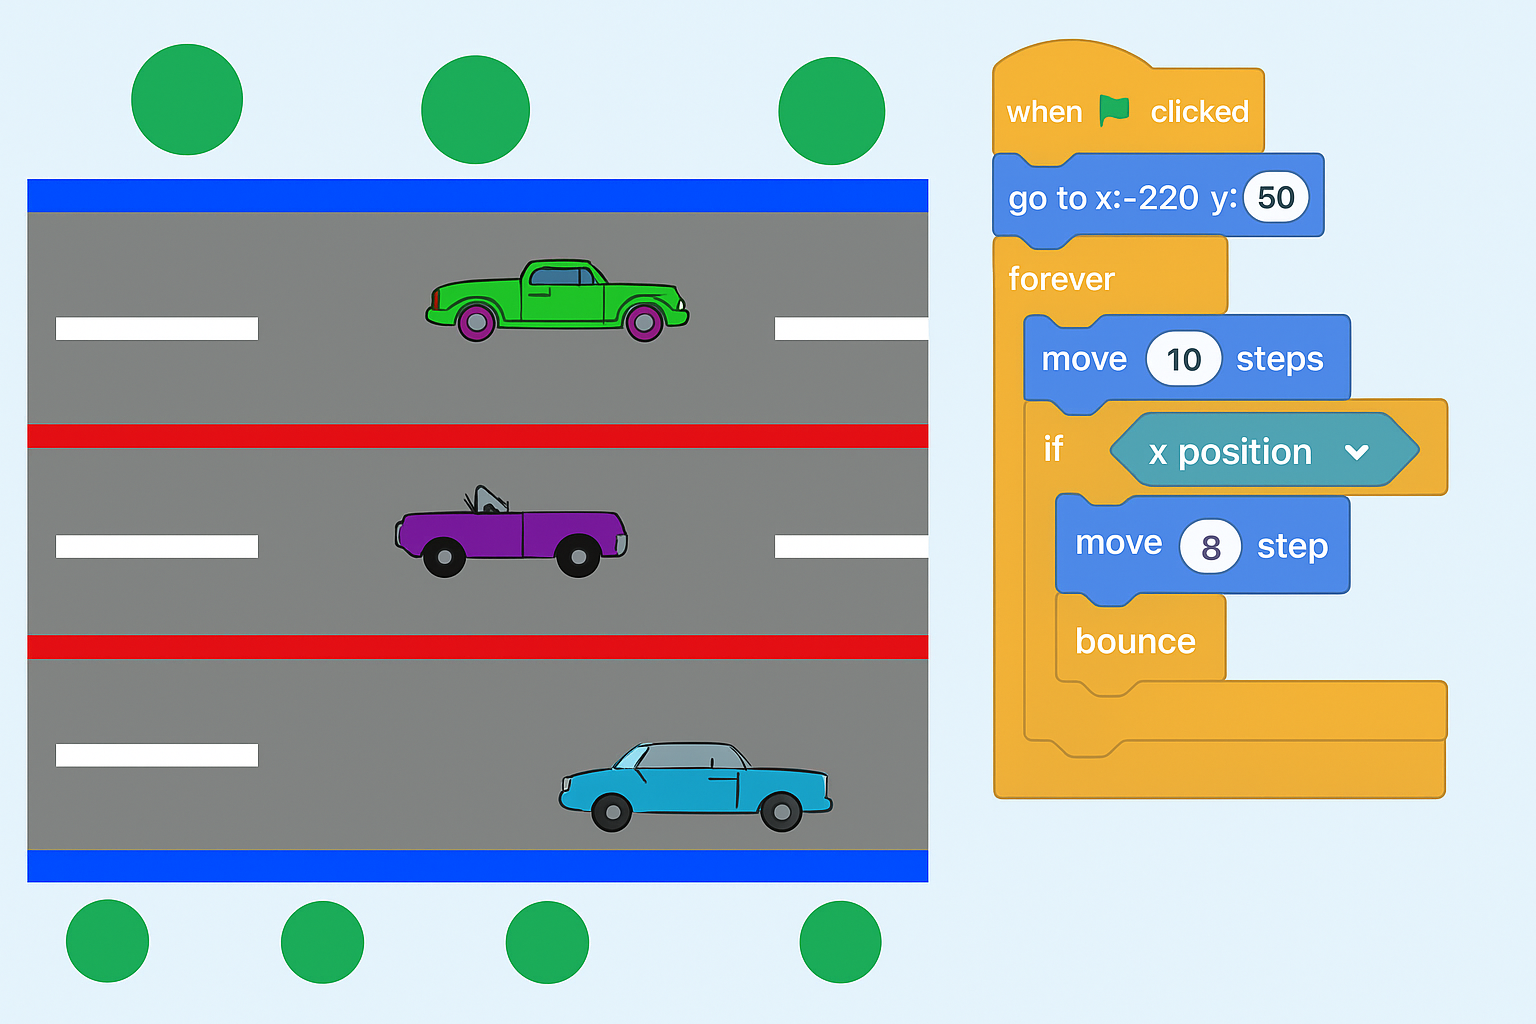 when clicked
go to x:-220 y: 50
forever
move 10 steps
if x position
move 8 step
bounce